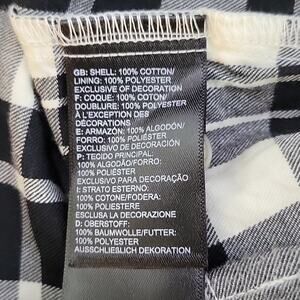 GB: SHELL: 100% COTTON/
LINING: 100% POLYESTER
EXCLUSIVE OF DECORATION
F: COQUE: 100% COTON/
DOUBLURE: 100% POLYESTER
À L'EXCEPTION DES
DÉCORATIONS
E: ARMAZÓN: 100% ALGODÓN/
FORRO: 100% POLIÉSTER
EXCLUSIVO DE DECORACIÓN
P: TECIDO PRINCIPAL:
100% ALGODÃO/FORRO:
100% POLIÉSTER
EXCLUSIVO PARA DECORAÇÃO
I: STRATO ESTERNO:
100% COTONE/FODERA:
100% POLIESTERE
ESCLUSA LA DECORAZIONE
D: OBERSTOFF:
100% BAUMWOLLE/FUTTER:
100% POLYESTER
AUSSCHLIEßLICH DEKORATION